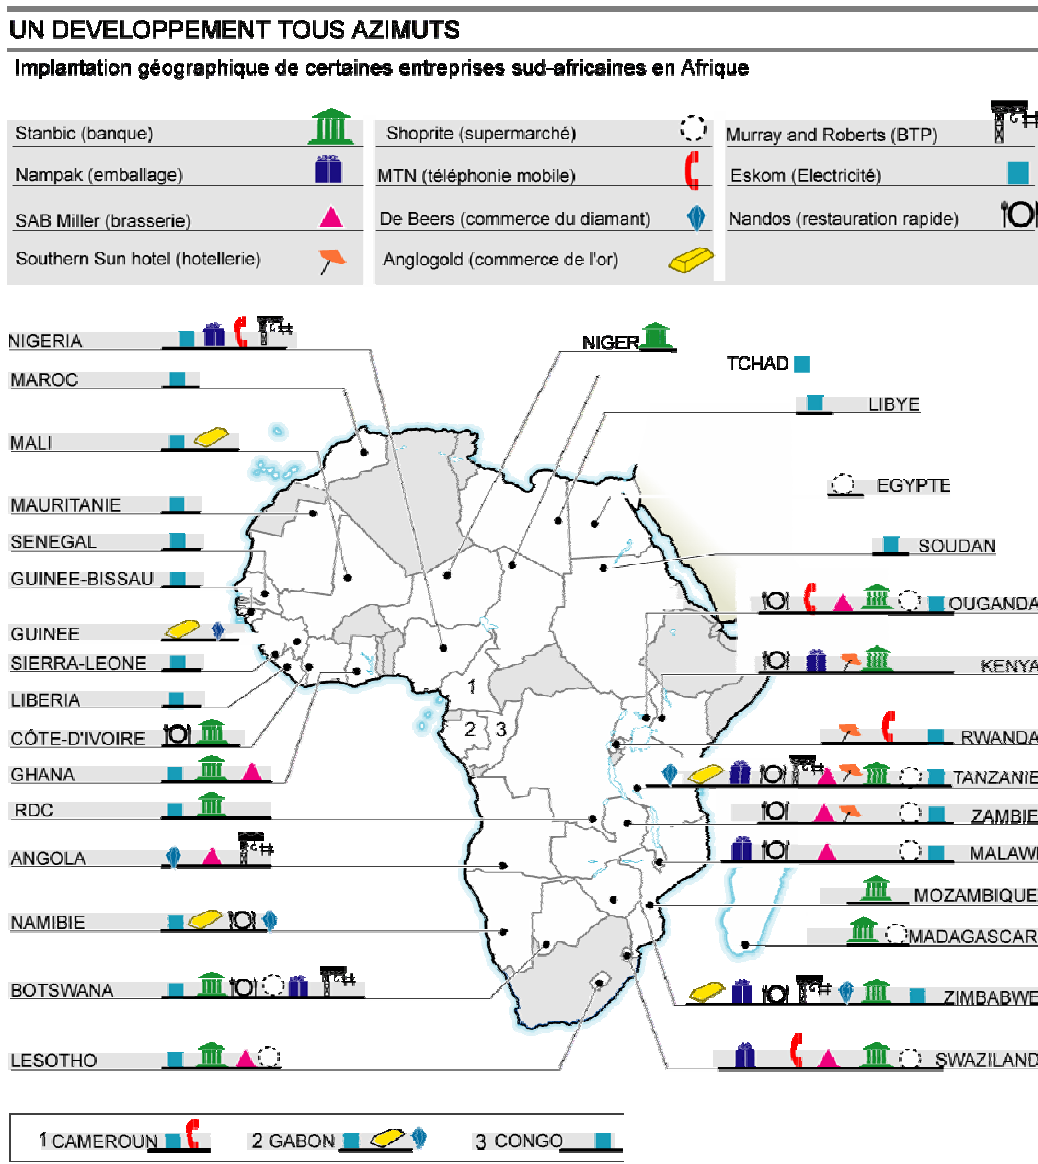 UN DEVELOPPEMENT TOUS AZIMUTS
Implantation géographique de certaines entreprises sud-africaines en Afrique
Stanbic (banque)
Nampak (emballage)
SAB Miller (brasserie)
Southern Sun hotel (hotellerie)
Shoprite (supermarché)
MTN (téléphonie mobile)
De Beers (commerce du diamant)
Anglogold (commerce de l'or)
Murray and Roberts (BTP)
Eskom (Electricité)
Nandos (restauration rapide)
NIGERIA
MAROC
MALI
MAURITANIE
SENEGAL
GUINEE-BISSAU
GUINEE
SIERRA-LEONE
LIBERIA
CÔTE-D'IVOIRE
GHANA
RDC
ANGOLA
NAMIBIE
BOTSWANA
LESOTHO
NIGER
TCHAD
LIBYE
EGYPTE
SOUDAN
OUGANDA
KENYA
RWANDA
TANZANIE
ZAMBIE
MALAWI
MOZAMBIQUE
MADAGASCAR
ZIMBABWE
SWAZILAND
1
2 3
1 CAMEROUN 2 GABON 3 CONGO